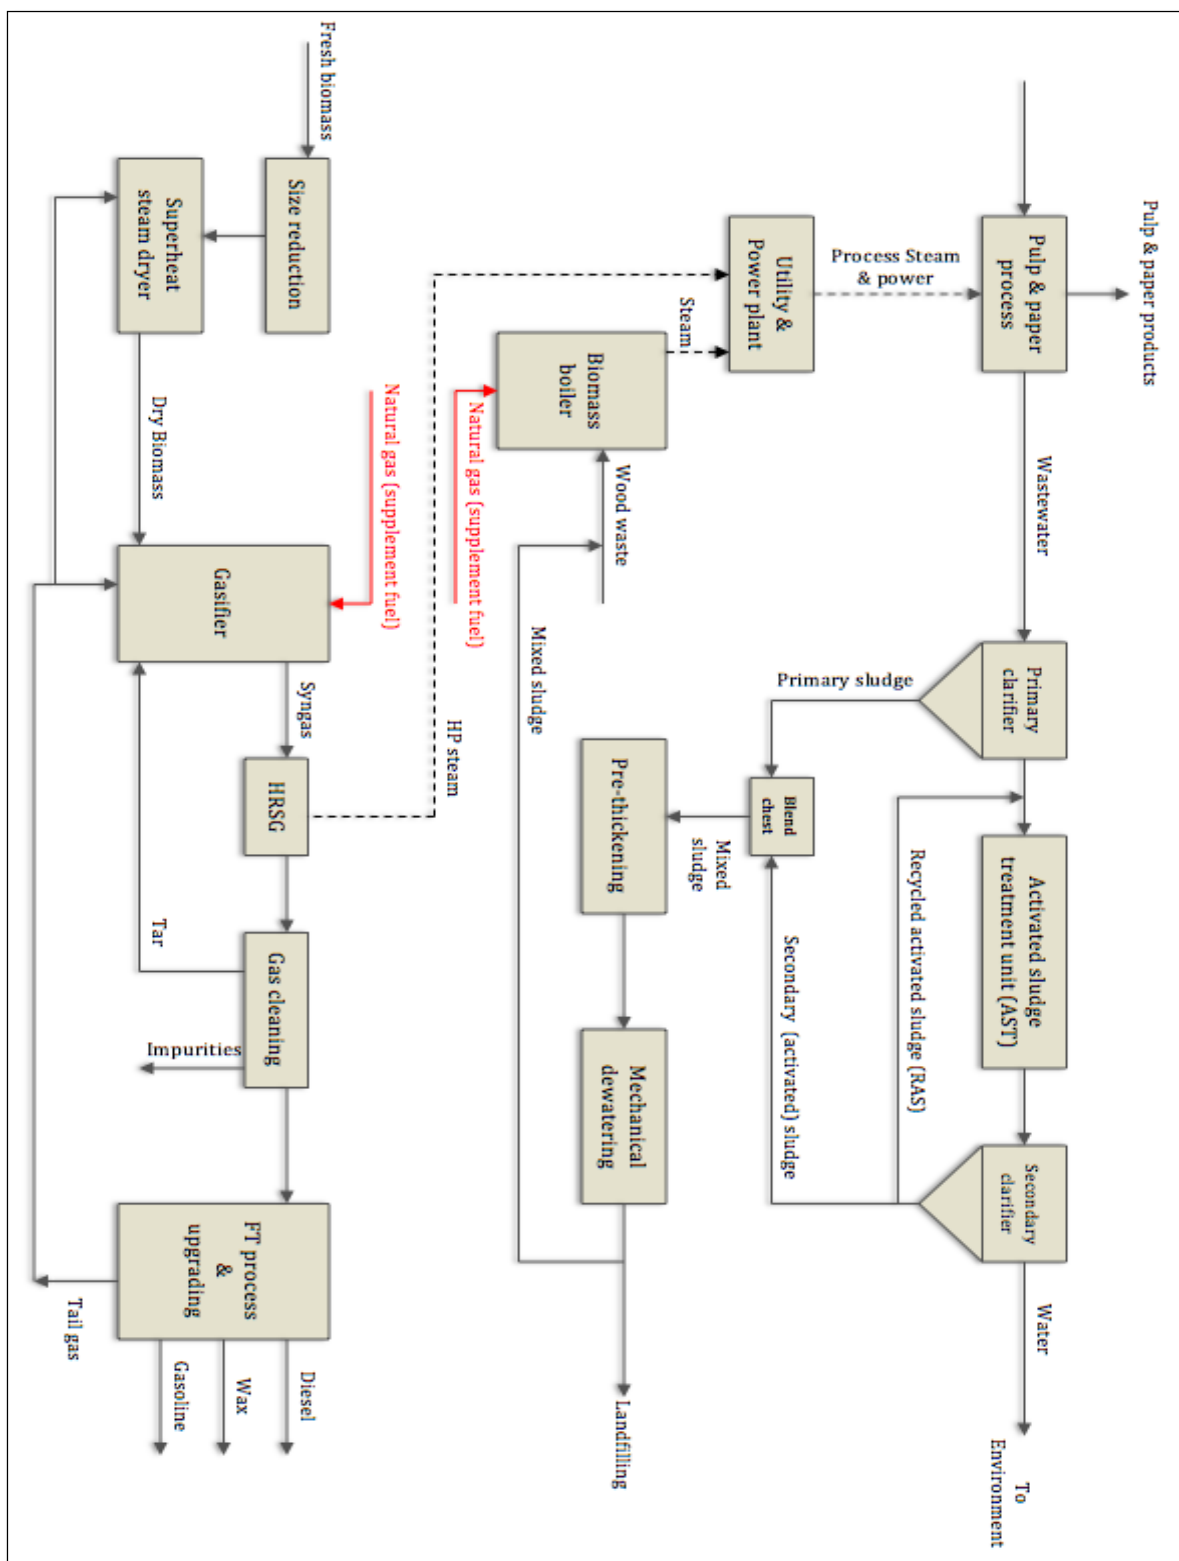 Pulp & paper products
Pulp & paper
process
Process Steam
& power
Utility &
Power plant
Steam
Biomass
boiler
Natural gas (supplement fuel)
Wood waste
Mixed sludge
Wastewater
Primary
clarifier
Primary sludge
Activated sludge
treatment unit (AST)
Recycled activated sludge (RAS)
Secondary
clarifier
Secondary (activated) sludge
Water
To
Environment
Blend
chest
Mixed
sludge
Pre-thickening
Mechanical
dewatering
Landfilling
Fresh biomass
Size reduction
Superheat
steam dryer
Dry Biomass
Natural gas (supplement fuel)
Gasifier
Syngas
HRSG
HP steam
Gas cleaning
Tar
Impurities
FT process
&
upgrading
Tail gas
Diesel
Wax
Gasoline